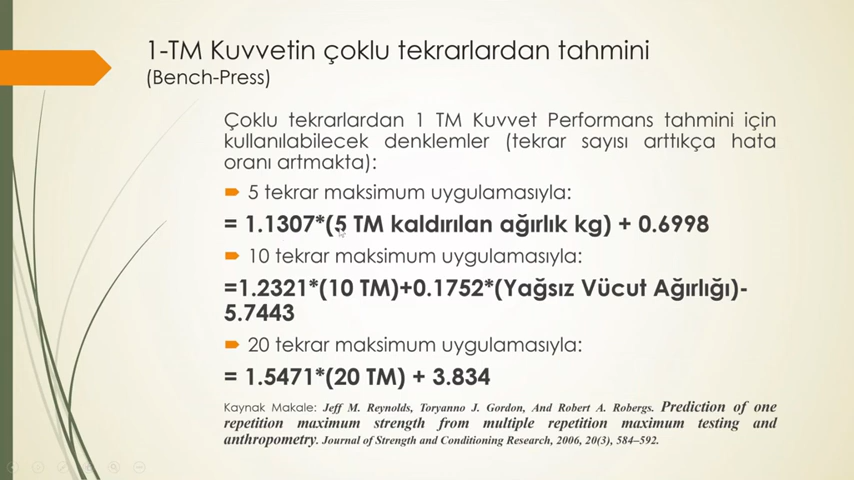 1-TM Kuvvetin çoklu tekrarlardan tahmini
(Bench-Press)
Çoklu tekrarlardan 1 TM Kuvvet Performans tahmini için
kullanılabilecek denklemler (tekrar sayısı arttıkça hata
oranı artmakta):
5 tekrar maksimum uygulamasıyla:
= 1.1307*(5 TM kaldırılan ağırlık kg) + 0.6998
10 tekrar maksimum uygulamasıyla:
=1.2321*(10 TM)+0.1752*(Yağsız Vücut Ağırlığı)-
5.7443
20 tekrar maksimum uygulamasıyla:
= 1.5471*(20 TM) + 3.834
Kaynak Makale: Jeff M. Reynolds, Toryanno J. Gordon, And Robert A. Robergs. Prediction of one
repetition maximum strength from multiple repetition maximum testing and
anthropometry. Journal of Strength and Conditioning Research, 2006, 20(3), 584–592.